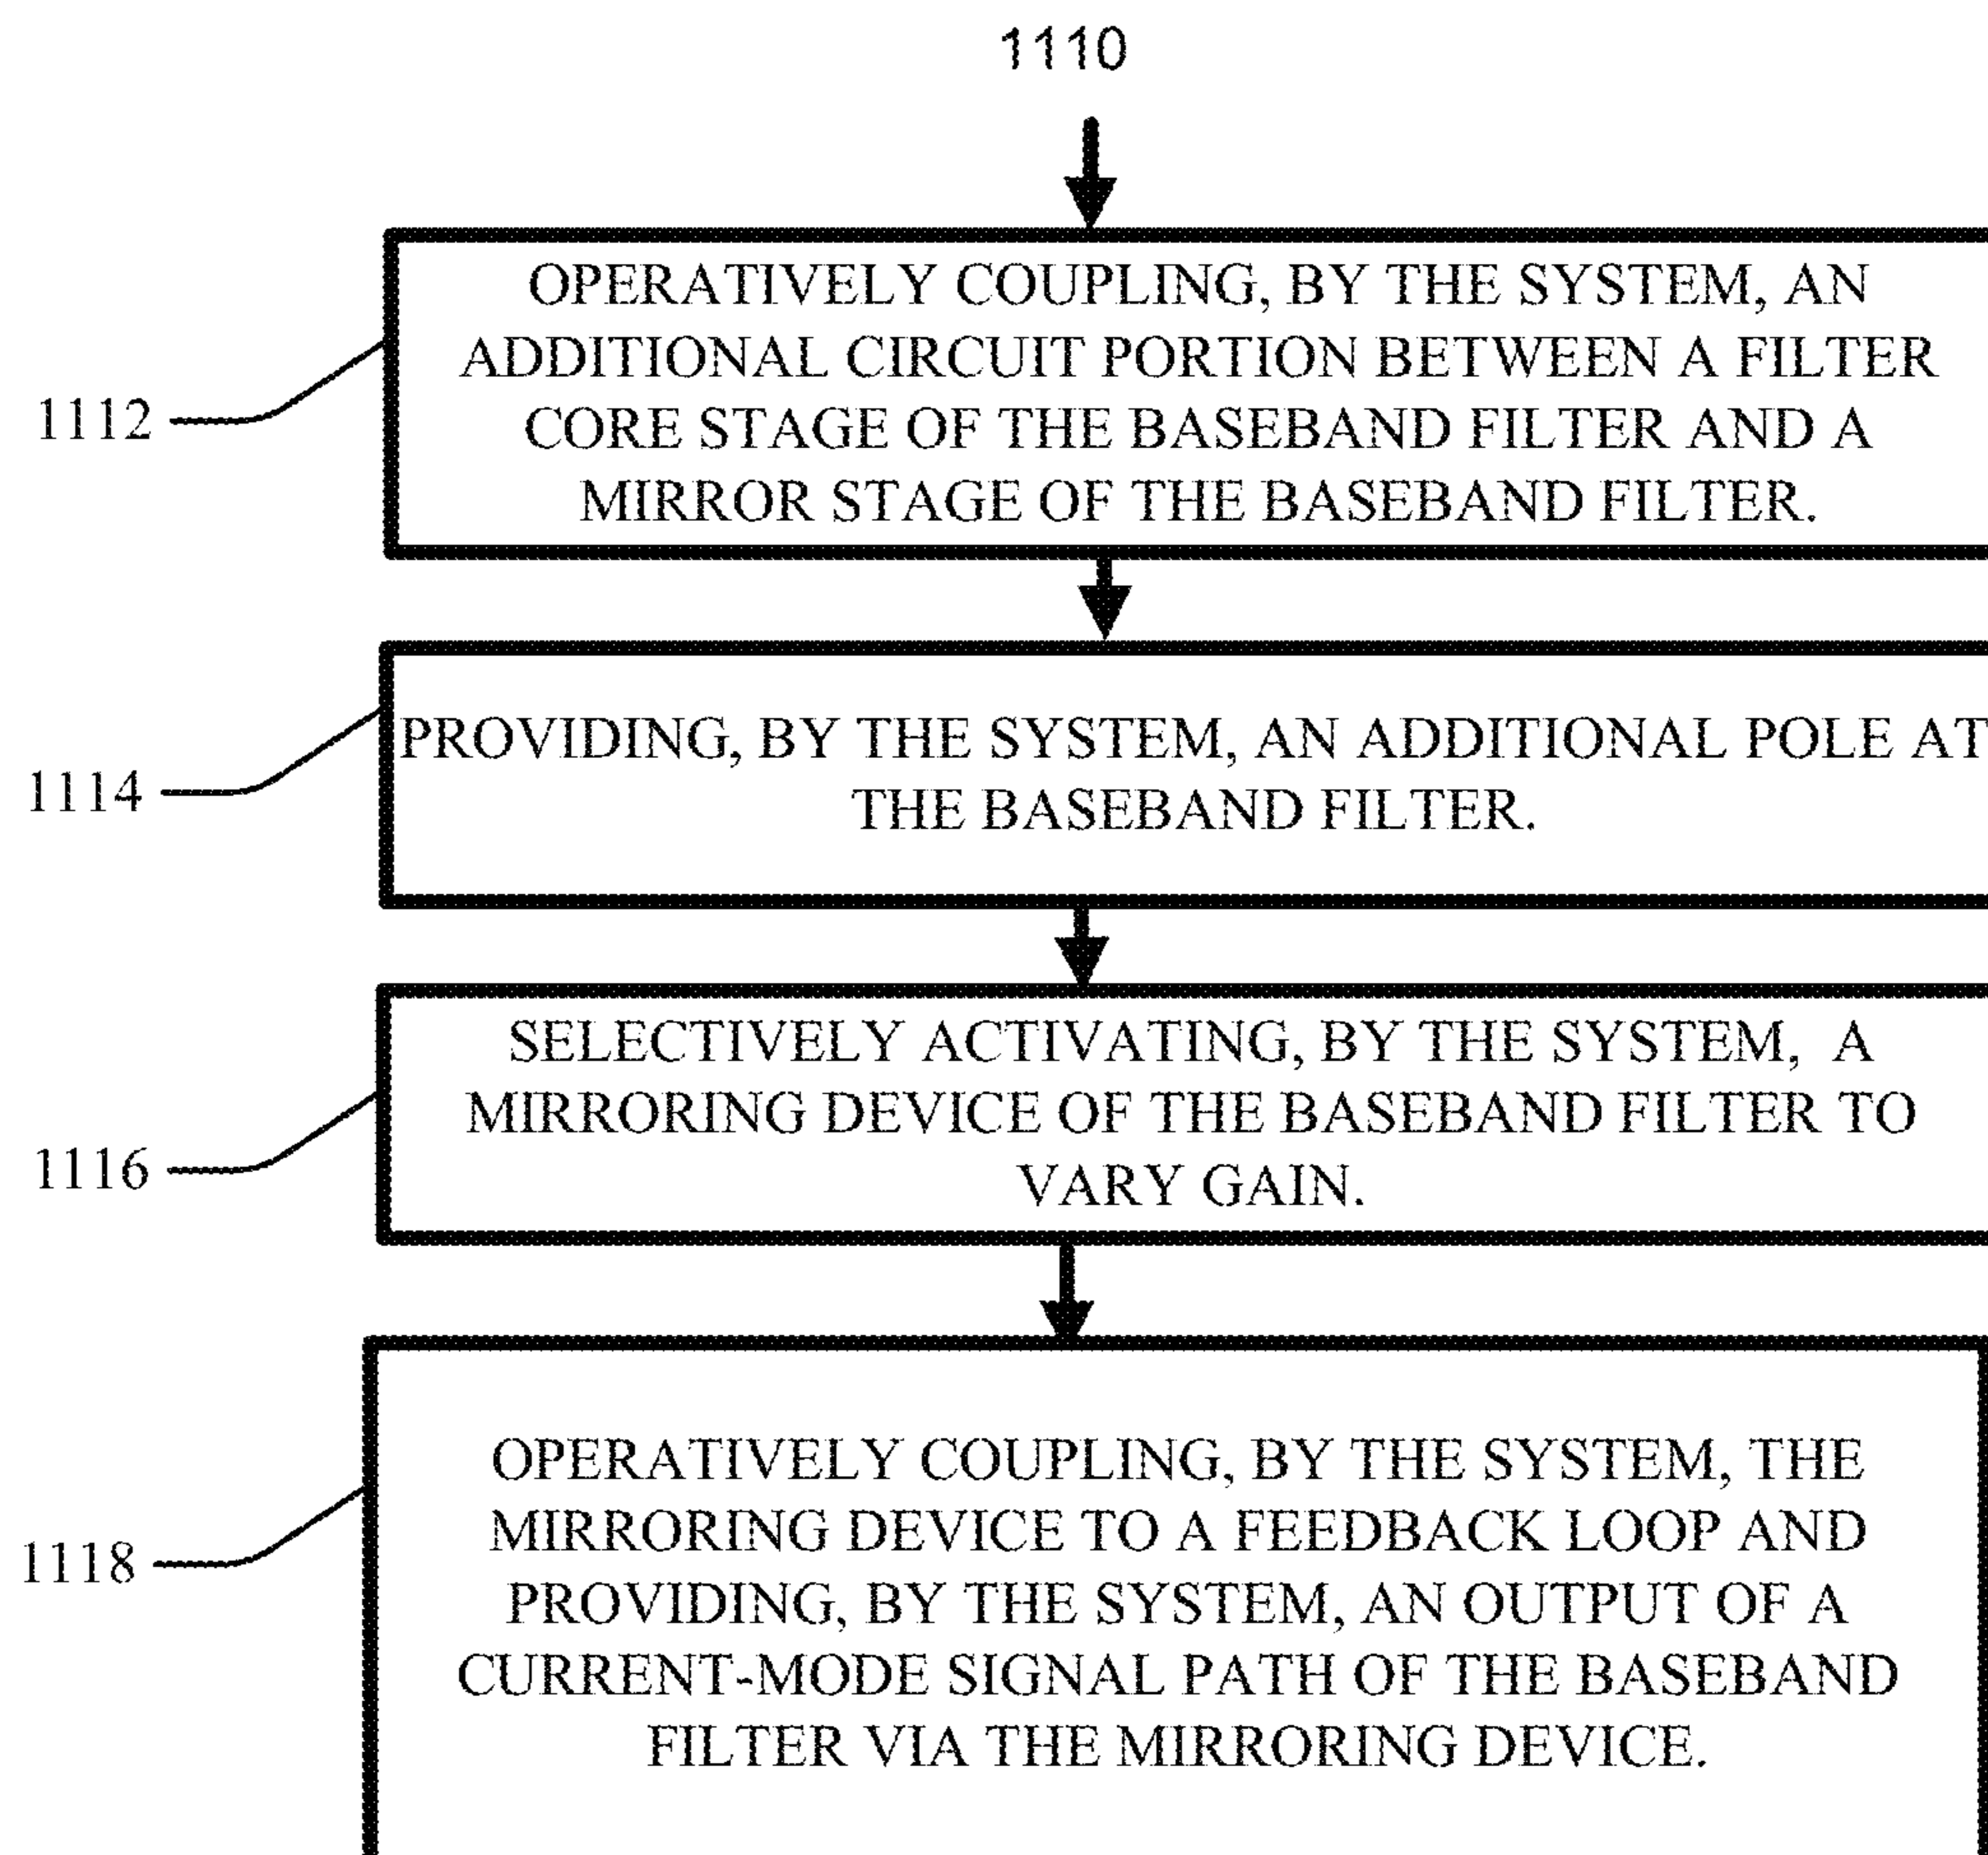 1110
OPERATIVELY COUPLING, BY THE SYSTEM, AN
ADDITIONAL CIRCUIT PORTION BETWEEN A FILTER
CORE STAGE OF THE BASEBAND FILTER AND A
MIRROR STAGE OF THE BASEBAND FILTER.
1112
PROVIDING, BY THE SYSTEM, AN ADDITIONAL POLE AT
THE BASEBAND FILTER.
1114
SELECTIVELY ACTIVATING, BY THE SYSTEM, A
MIRRORING DEVICE OF THE BASEBAND FILTER TO
VARY GAIN.
1116
OPERATIVELY COUPLING, BY THE SYSTEM, THE
MIRRORING DEVICE TO A FEEDBACK LOOP AND
PROVIDING, BY THE SYSTEM, AN OUTPUT OF A
CURRENT-MODE SIGNAL PATH OF THE BASEBAND
FILTER VIA THE MIRRORING DEVICE.
1118